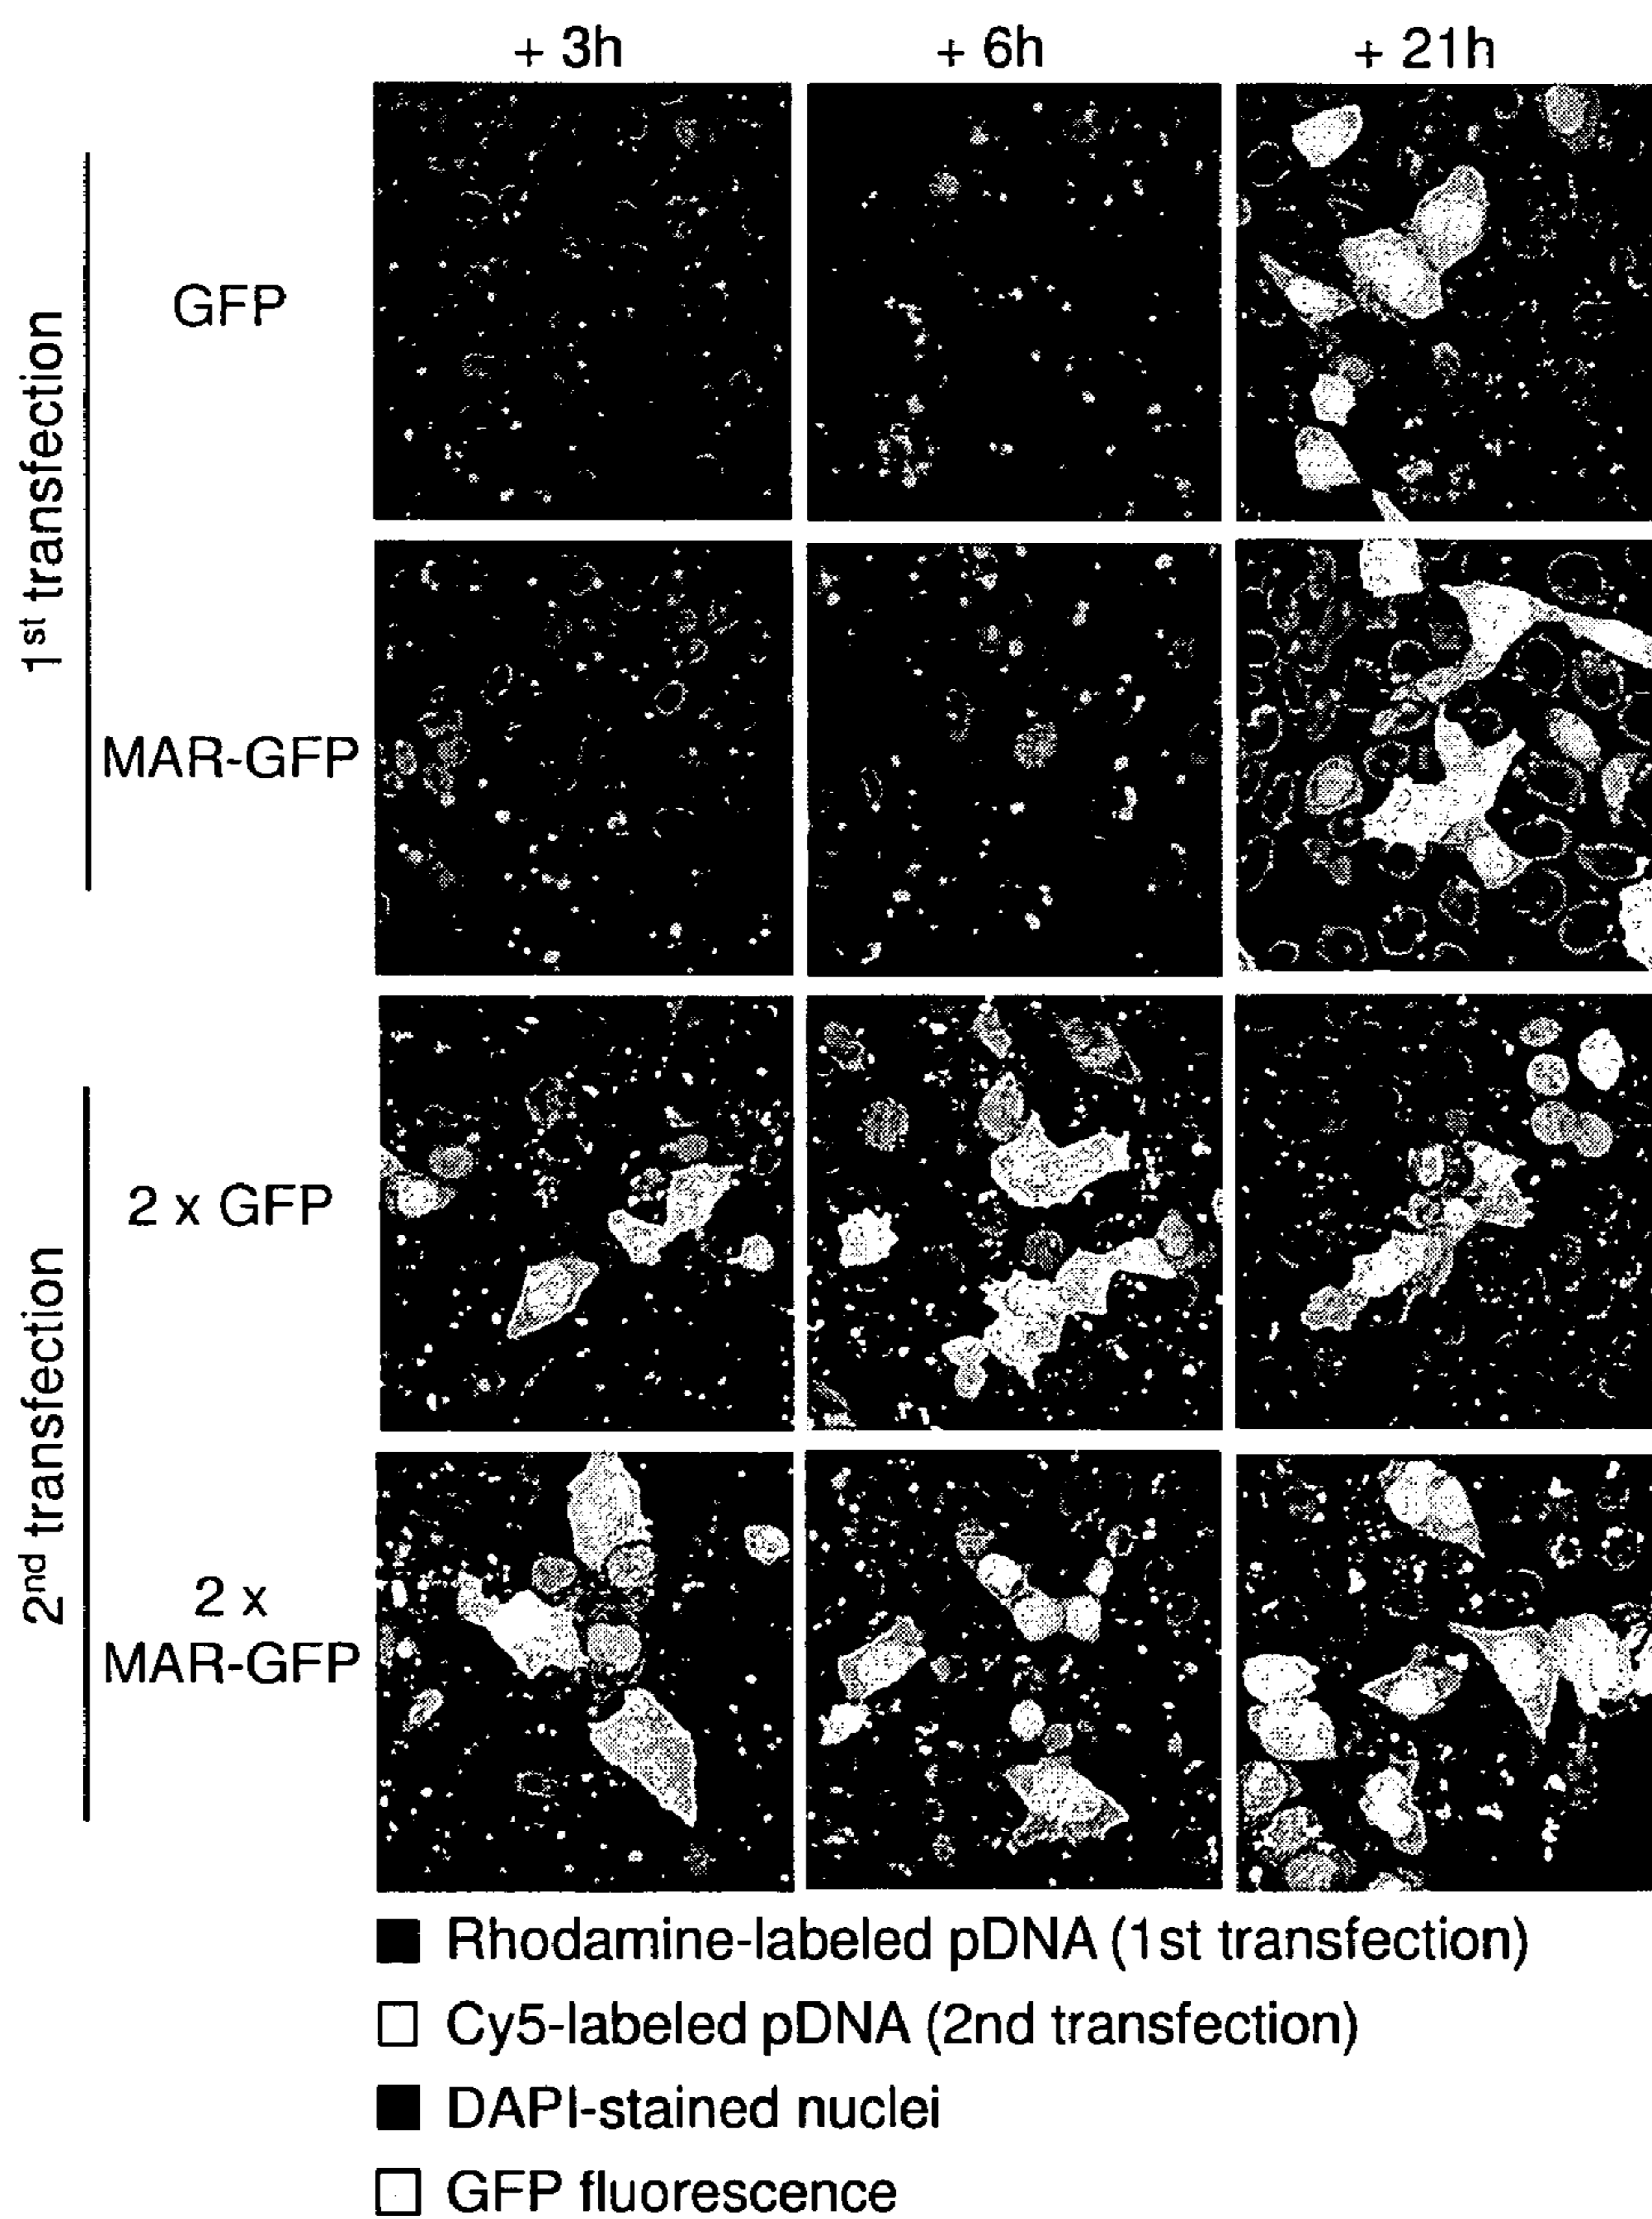 + 3h + 6h + 21h
1st transfection
GFP
MAR-GFP
2nd transfection
2 x GFP
2 x
MAR-GFP
Rhodamine-labeled pDNA (1st transfection)
Cy5-labeled pDNA (2nd transfection)
DAPI-stained nuclei
GFP fluorescence